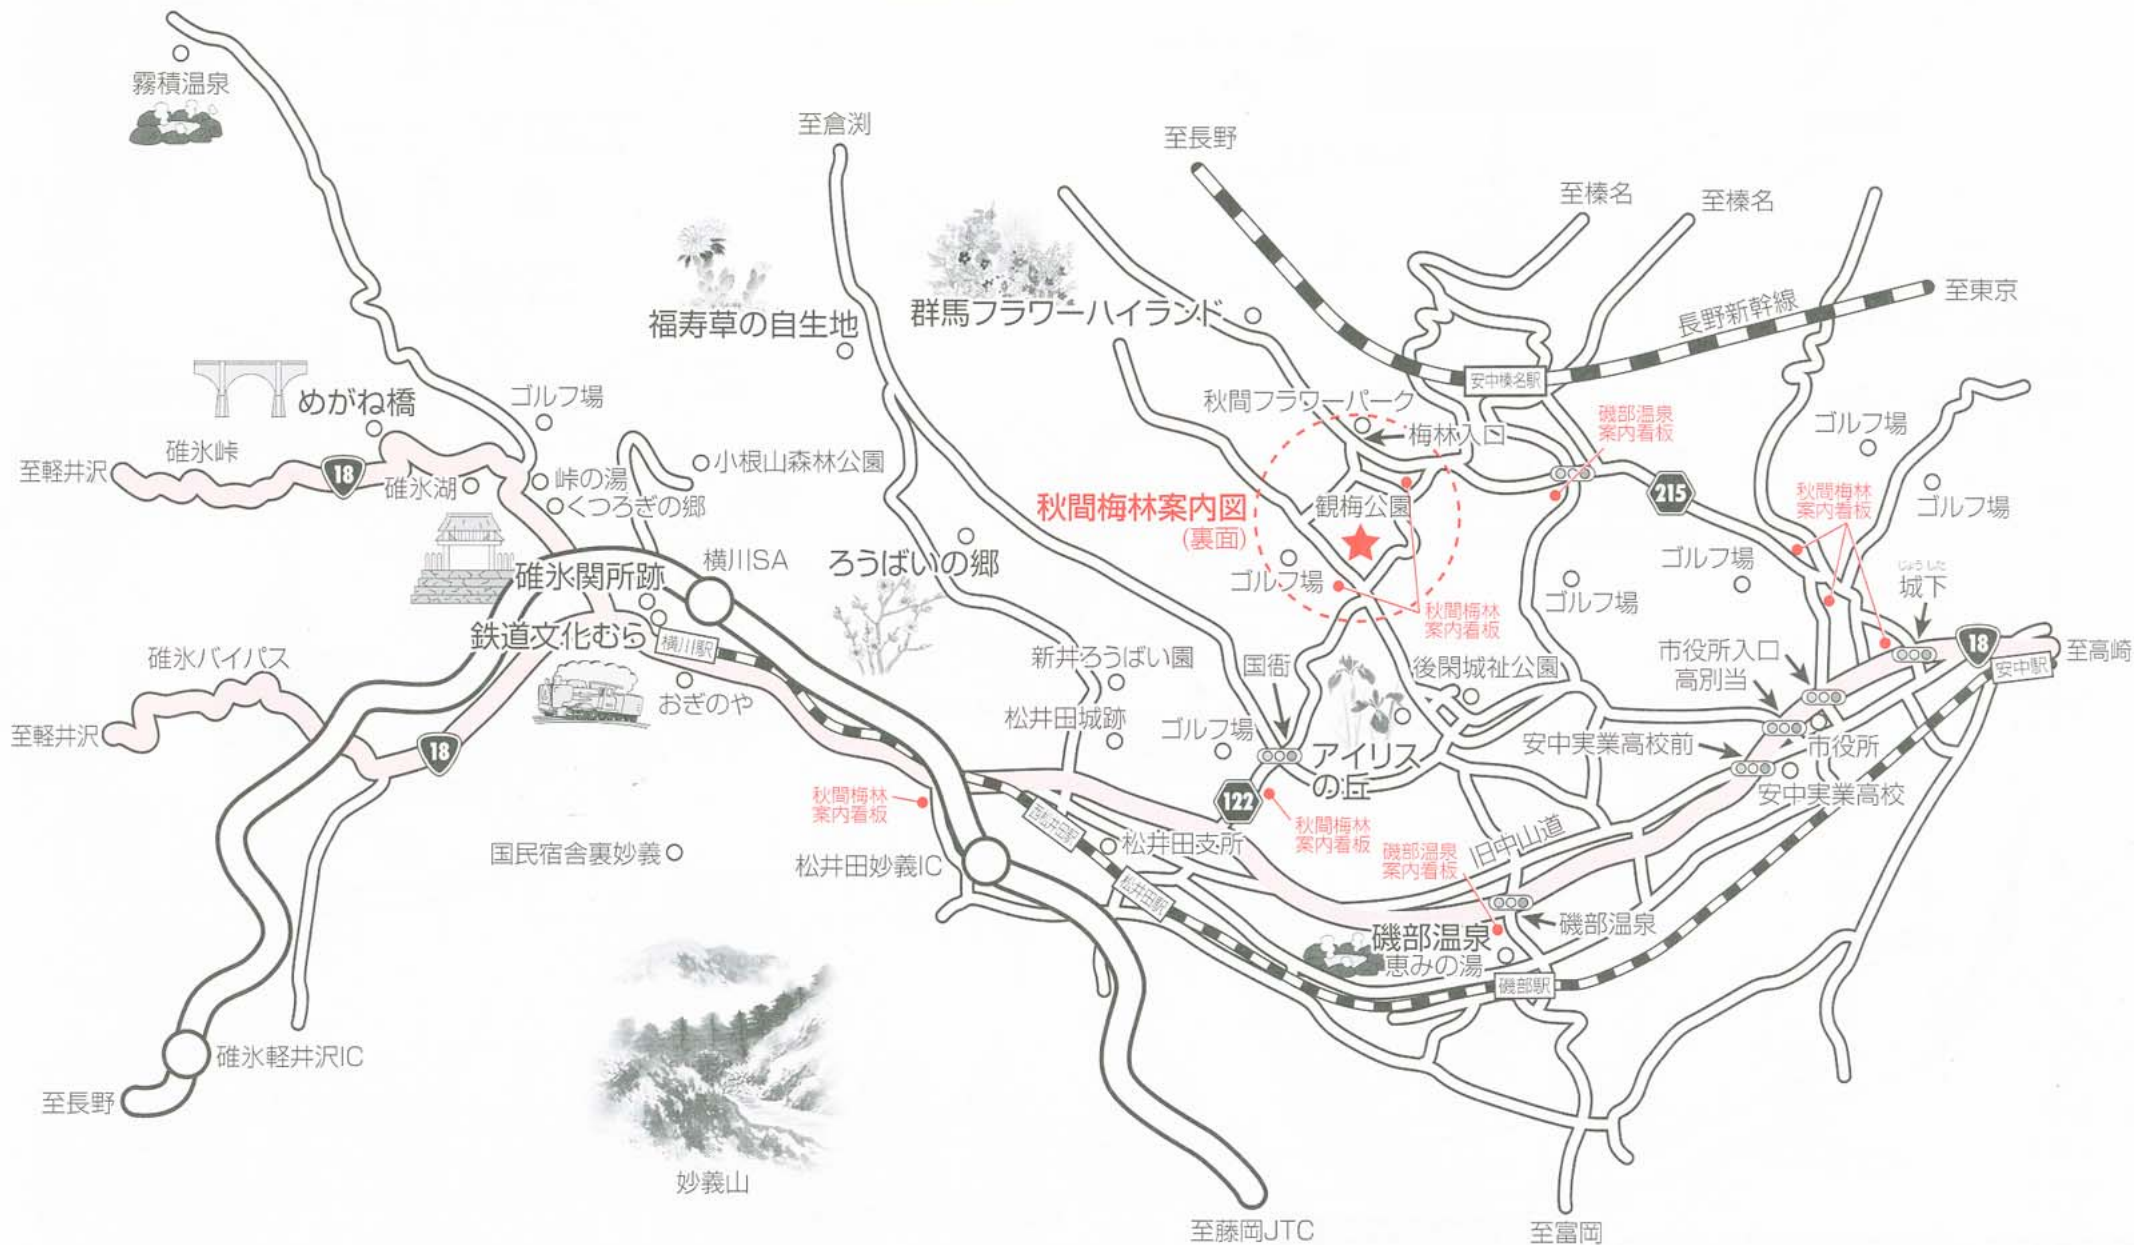 霧積温泉
至倉渕
至長野
至榛名
至榛名
至東京
長野新幹線
群馬フラワーハイランド
福寿草の自生地
安中榛名駅
めがね橋
ゴルフ場
秋間フラワーパーク
磯部温泉
案内看板
ゴルフ場
梅林入口
碓氷峠
至軽井沢
18
碓氷湖
峠の湯
くつろぎの郷
小根山森林公園
秋間梅林案内図
(裏面)
観梅公園
215
秋間梅林
案内看板
ゴルフ場
碓氷関所跡
横川SA
ろうばいの郷
ゴルフ場
ゴルフ場
ゴルフ場
じょうした
城下
秋間梅林
案内看板
鉄道文化むら
横川駅
碓氷バイパス
おぎのや
新井ろうばい園
国衙
後閑城祉公園
市役所入口
高別当
18
至高崎
安中駅
至軽井沢
18
松井田城跡
ゴルフ場
アイリス
の丘
安中実業高校前
市役所
安中実業高校
秋間梅林
案内看板
122
秋間梅林
案内看板
西松井田駅
国民宿舎裏妙義
松井田妙義IC
松井田支所
旧中山道
磯部温泉
案内看板
松井田駅
磯部温泉
恵みの湯
磯部温泉
磯部駅
碓氷軽井沢IC
至長野
妙義山
至藤岡JTC
至富岡